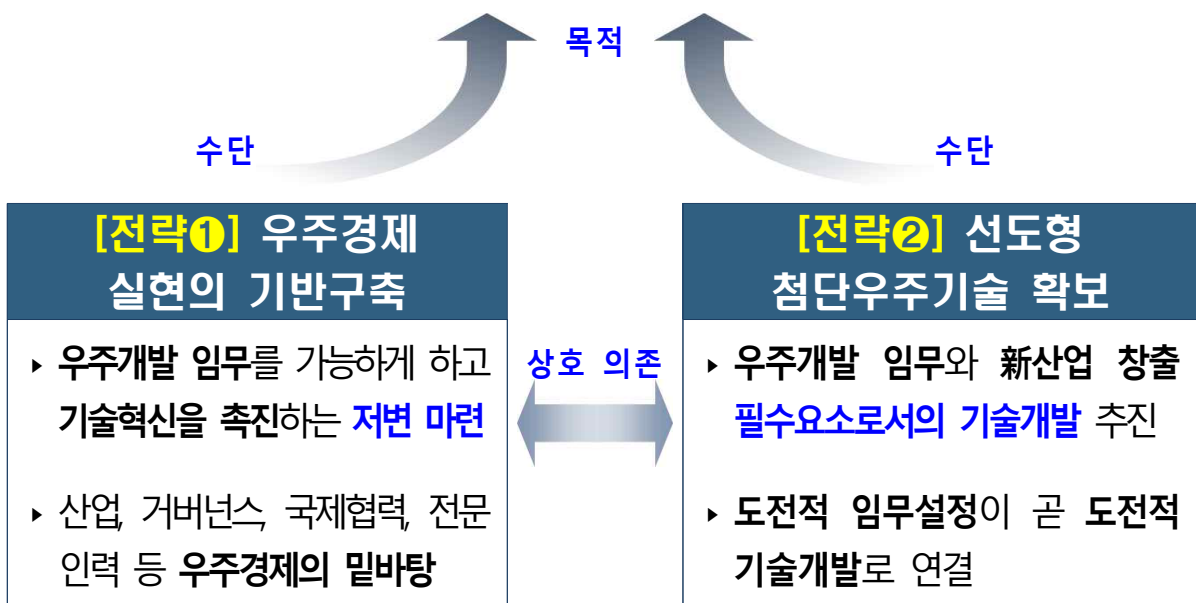 목적
수단
수단
[전략❶] 우주경제
실현의 기반구축
▸ 우주개발 임무를 가능하게 하고
기술혁신을 촉진하는 저변 마련
▸ 산업, 거버넌스, 국제협력, 전문
인력 등 우주경제의 밑바탕
상호 의존
[전략❷] 선도형
첨단우주기술 확보
▸ 우주개발 임무와 新산업 창출
필수요소로서의 기술개발 추진
▸ 도전적 임무설정이 곧 도전적
기술개발로 연결